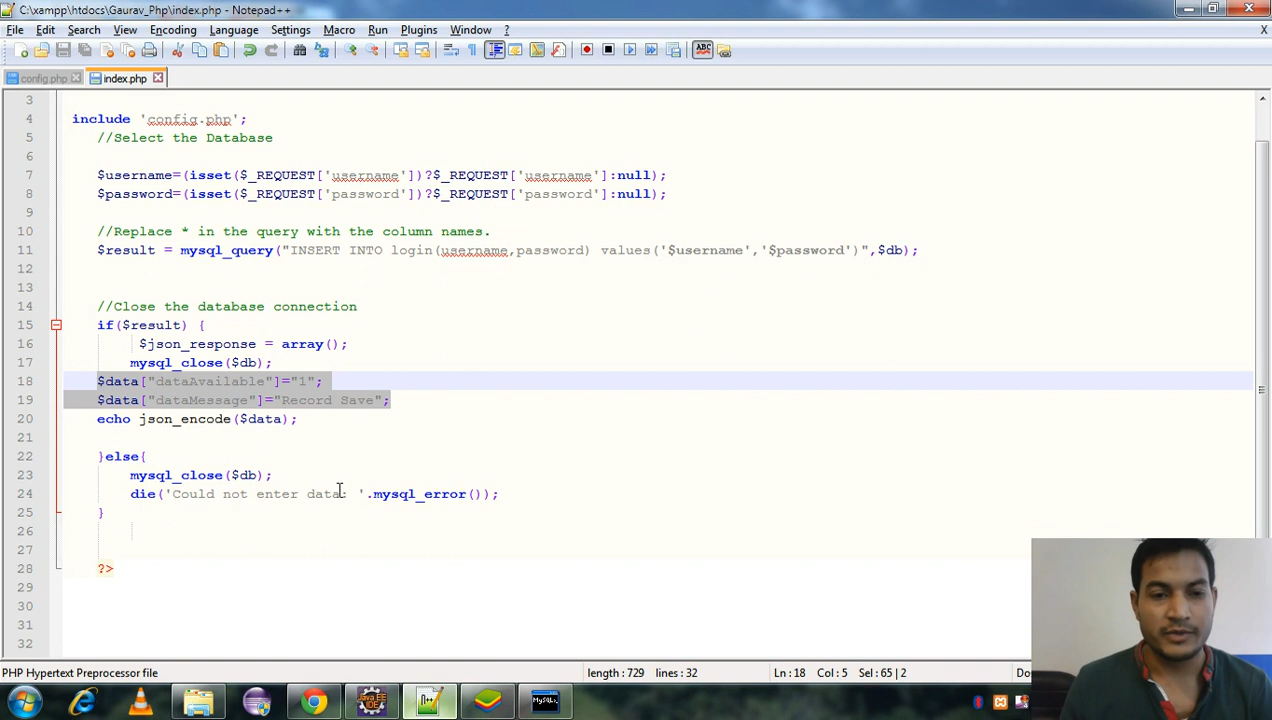 C:\xampp\htdocs\Gaurav_Php\index.php - Notepad++
File Edit Search View Encoding Language Settings Macro Run Plugins Window ?
X
config.php index.php
3
4 include 'config.php';
5 //Select the Database
6
7 $username=(isset($_REQUEST['username'])?$_REQUEST['username']:null);
8 $password=(isset($_REQUEST['password'])?$_REQUEST['password']:null);
9
10 //Replace * in the query with the column names.
11 $result = mysql_query("INSERT INTO login(username,password) values('$username','$password')",$db);
12
13
14 //Close the database connection
15 if($result) {
16 $json_response = array();
17 mysql_close($db);
18 $data["dataAvailable"]="1";
19 $data["dataMessage"]="Record Save";
20 echo json_encode($data);
21
22 }else{
23 mysql_close($db);
24 die('Could not enter data: '.mysql_error());
25 }
26
27
28 ?>
29
30
31
32
PHP Hypertext Preprocessor file length : 729 lines : 32 Ln : 18 Col : 5 Sel : 65 | 2